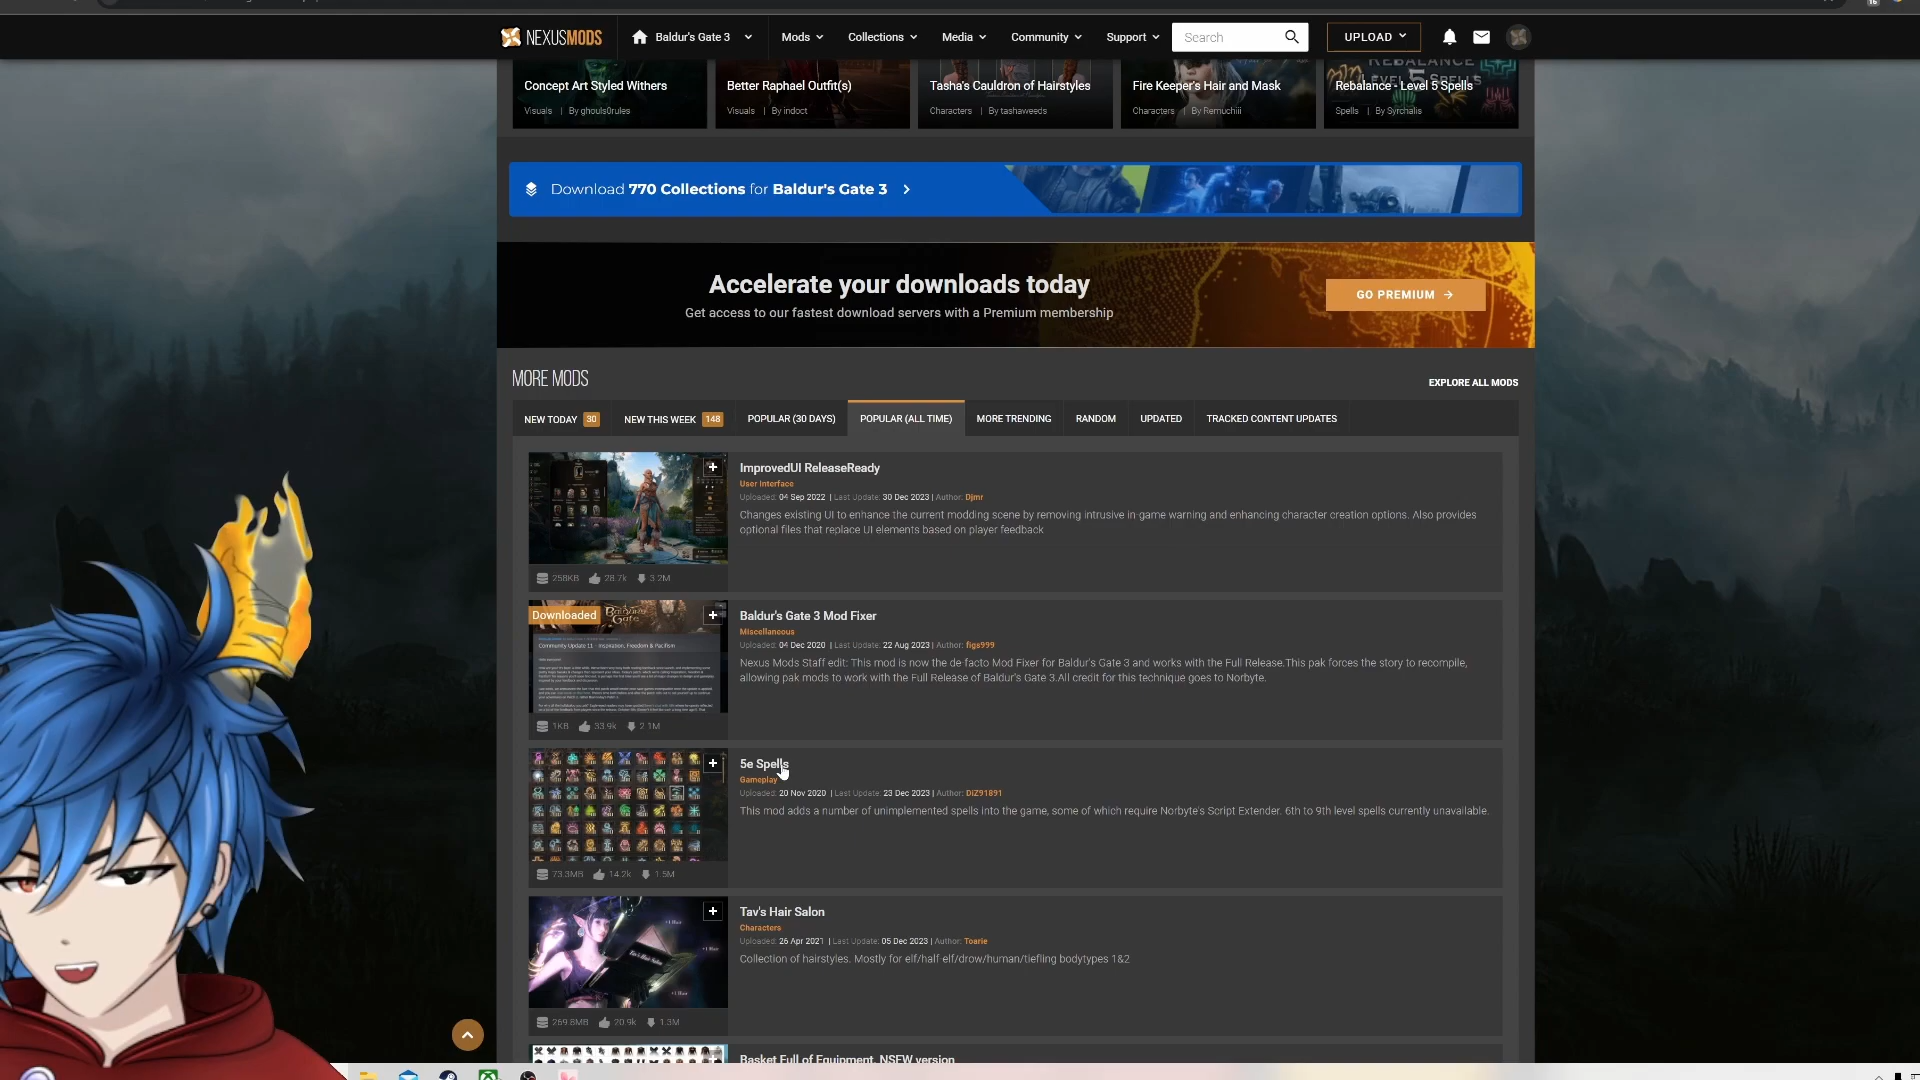 NEXUSMODS
Baldur's Gate 3
Mods
Collections
Media
Community
Support
Search
UPLOAD
Concept Art Styled Withers
Visuals | By ghouls0rules
Better Raphael Outfit(s)
Visuals | By indoct
Tasha's Cauldron of Hairstyles
Characters | By tashaweeds
Fire Keeper's Hair and Mask
Characters | By Remuchiii
REBALANCE
LEVEL 5 SPELLS
Rebalance - Level 5 Spells
Spells | By Syrchalis
Download 770 Collections for Baldur's Gate 3
Accelerate your downloads today
Get access to our fastest download servers with a Premium membership
GO PREMIUM
MORE MODS
EXPLORE ALL MODS
NEW TODAY 30
NEW THIS WEEK 148
POPULAR (30 DAYS)
POPULAR (ALL TIME)
MORE TRENDING
RANDOM
UPDATED
TRACKED CONTENT UPDATES
ImprovedUI ReleaseReady
User Interface
Uploaded: 04 Sep 2022 | Last Update: 30 Dec 2023 | Author: Djmr
Changes existing UI to enhance the current modding scene by removing intrusive in-game warning and enhancing character creation options. Also provides
optional files that replace UI elements based on player feedback
258KB 28.7k 3.2M
Downloaded
Community Update 11 - Inspiration, Freedom & Pacifism
Baldur's Gate 3 Mod Fixer
Miscellaneous
Uploaded: 04 Dec 2020 | Last Update: 22 Aug 2023 | Author: figs999
Nexus Mods Staff edit: This mod is now the de facto Mod Fixer for Baldur's Gate 3 and works with the Full Release.This pak forces the story to recompile,
allowing pak mods to work with the Full Release of Baldur's Gate 3.All credit for this technique goes to Norbyte.
1KB 33.9k 2.1M
5e Spells
Gameplay
Uploaded: 20 Nov 2020 | Last Update: 23 Dec 2023 | Author: DiZ91891
This mod adds a number of unimplemented spells into the game, some of which require Norbyte's Script Extender. 6th to 9th level spells currently unavailable.
73.3MB 14.2k 1.5M
Tav's Hair Salon
Characters
Uploaded: 26 Apr 2021 | Last Update: 05 Dec 2023 | Author: Toarie
Collection of hairstyles. Mostly for elf/half elf/drow/human/tiefling bodytypes 1&2
269.8MB 20.9k 1.3M
Basket Full of Equipment, NSFW version